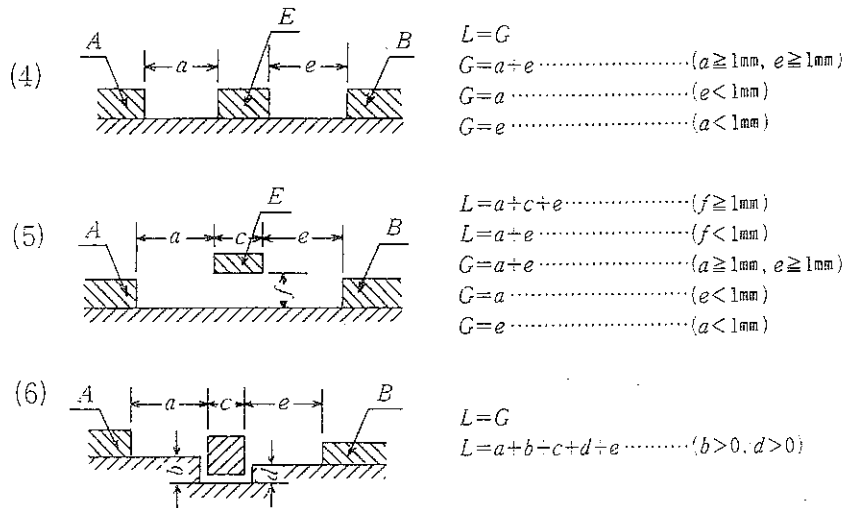 (4)
A
a
E
e
B
L=G
G=a+e……………………(a≧1mm, e≧1mm)
G=a……………………(e<1mm)
G=e……………………(a<1mm)
(5)
A
a
c
E
e
B
f
L=a+c+e……………………(f≧1mm)
L=a+e……………………(f<1mm)
G=a+e……………………(a≧1mm, e≧1mm)
G=a……………………(e<1mm)
G=e……………………(a<1mm)
(6)
A
a
c
e
B
b
d
L=G
L=a+b+c+d+e………(b>0, d>0)